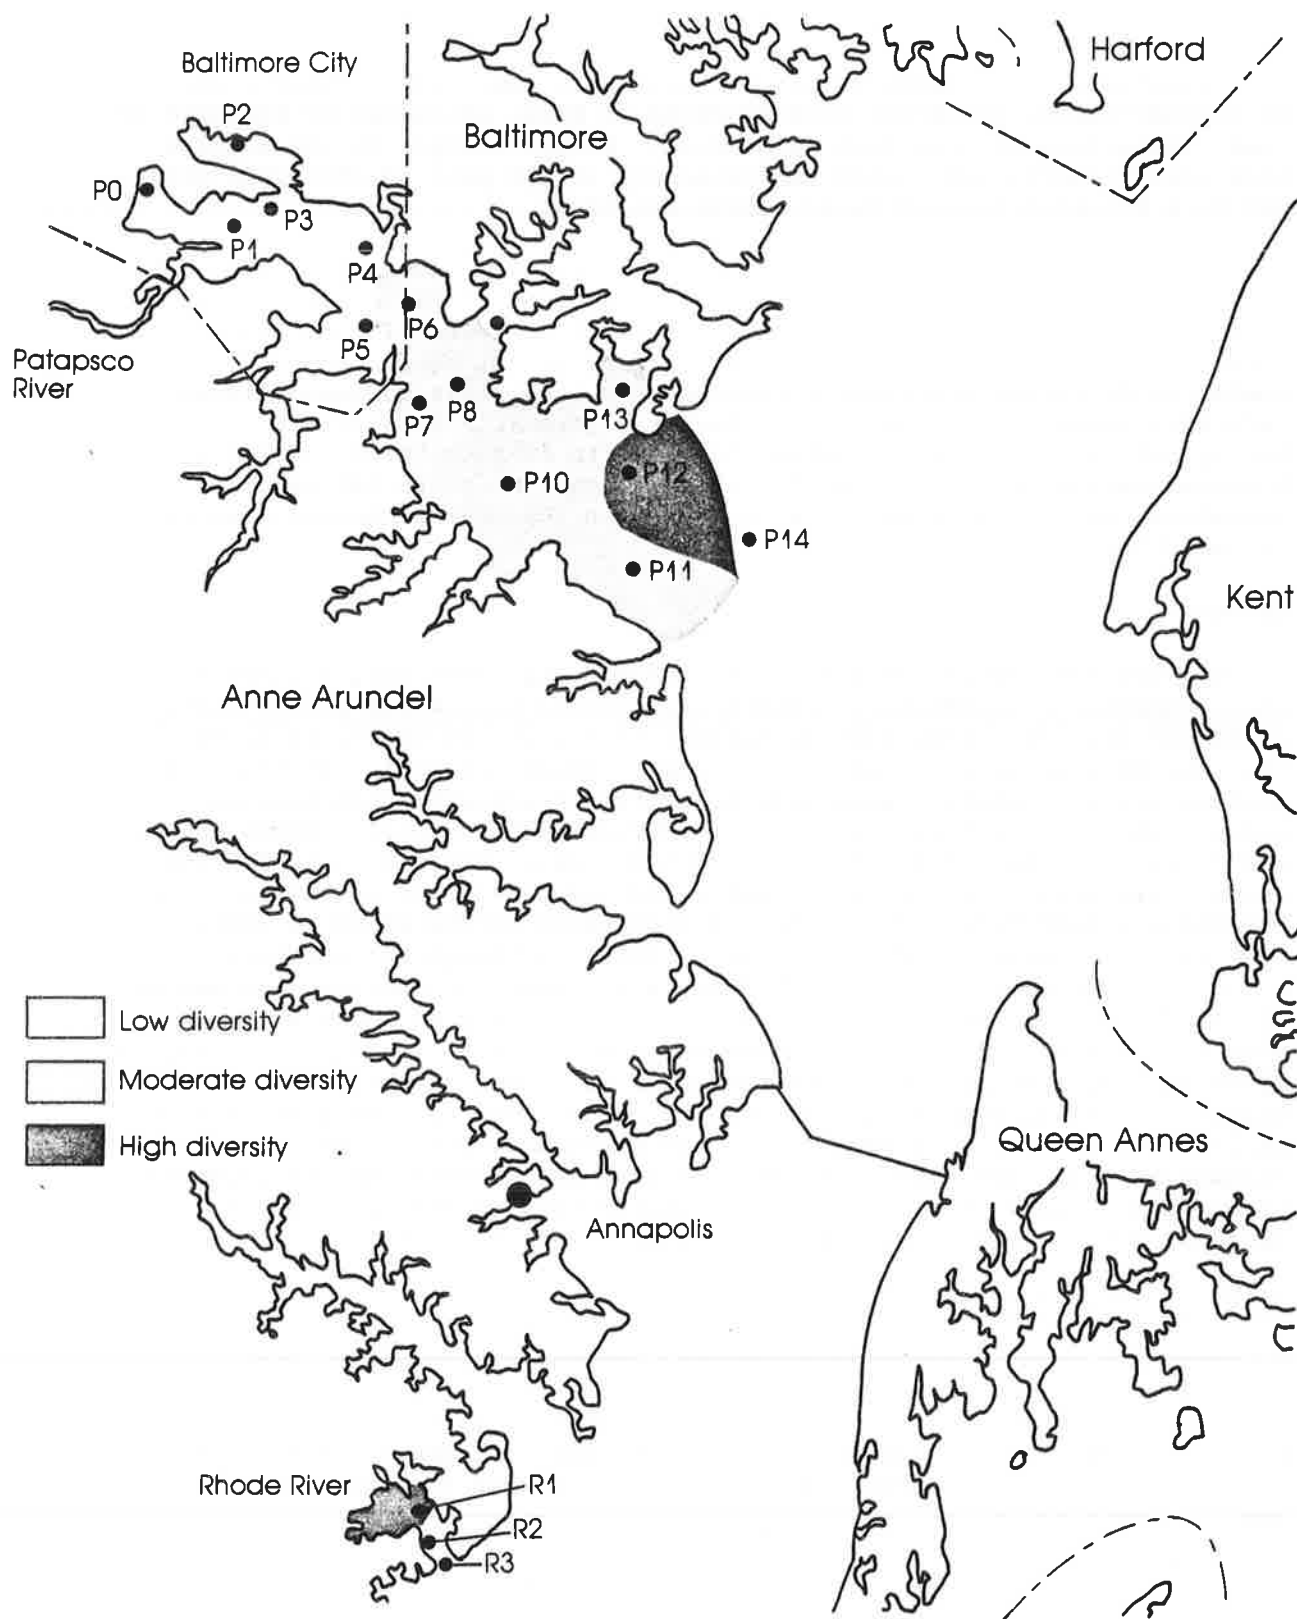 Harford
Baltimore City
P2
Baltimore
P0
P3
P1
P4
P6
P5
Patapsco
River
P8
P7
P13
P12
P10
P14
P11
Kent
Anne Arundel
Low diversity
Moderate diversity
High diversity
Queen Annes
Annapolis
Rhode River
R1
R2
R3